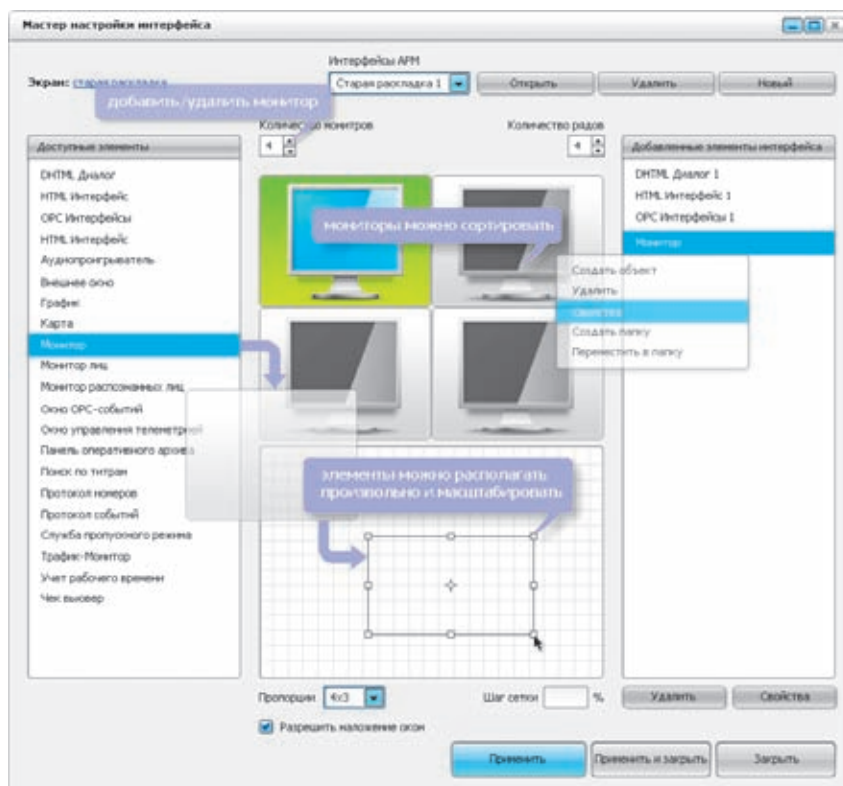 Мастер настройки интерфейса
Интерфейсы АРМ
Экран: старая раскладка
Старая раскладка 1
Открыть
Удалить
Новый
добавить/удалить монитор
Количество монитров
Количество рядов
4
4
Доступные элементы
DHTML Диалог
HTML Интерфейс
OPC Интерфейсы
HTML Интерфейс
Аудиопроигрыватель
Внешнее окно
График
Карта
Монитор
Монитор лиц
Монитор распознанных лиц
Окно OPC-событий
Окно управления телеметрией
Панель оперативного архива
Поиск по титрам
Протокол номеров
Протокол событий
Служба пропускного режима
Трафик-Монитор
Учет рабочего времени
Чек вьювер
мониторы можно сортировать
элементы можно располагать
произвольно и масштабировать
Добавленные элементы интерфейса
DHTML Диалог 1
HTML Интерфейс 1
OPC Интерфейсы 1
Монитор
Создать объект
Удалить
Свойства
Создать папку
Переместить в папку
Пропорции
4x3
Шаг сетки
%
Удалить
Свойства
Разрешить наложение окон
Применить
Применить и закрыть
Закрыть